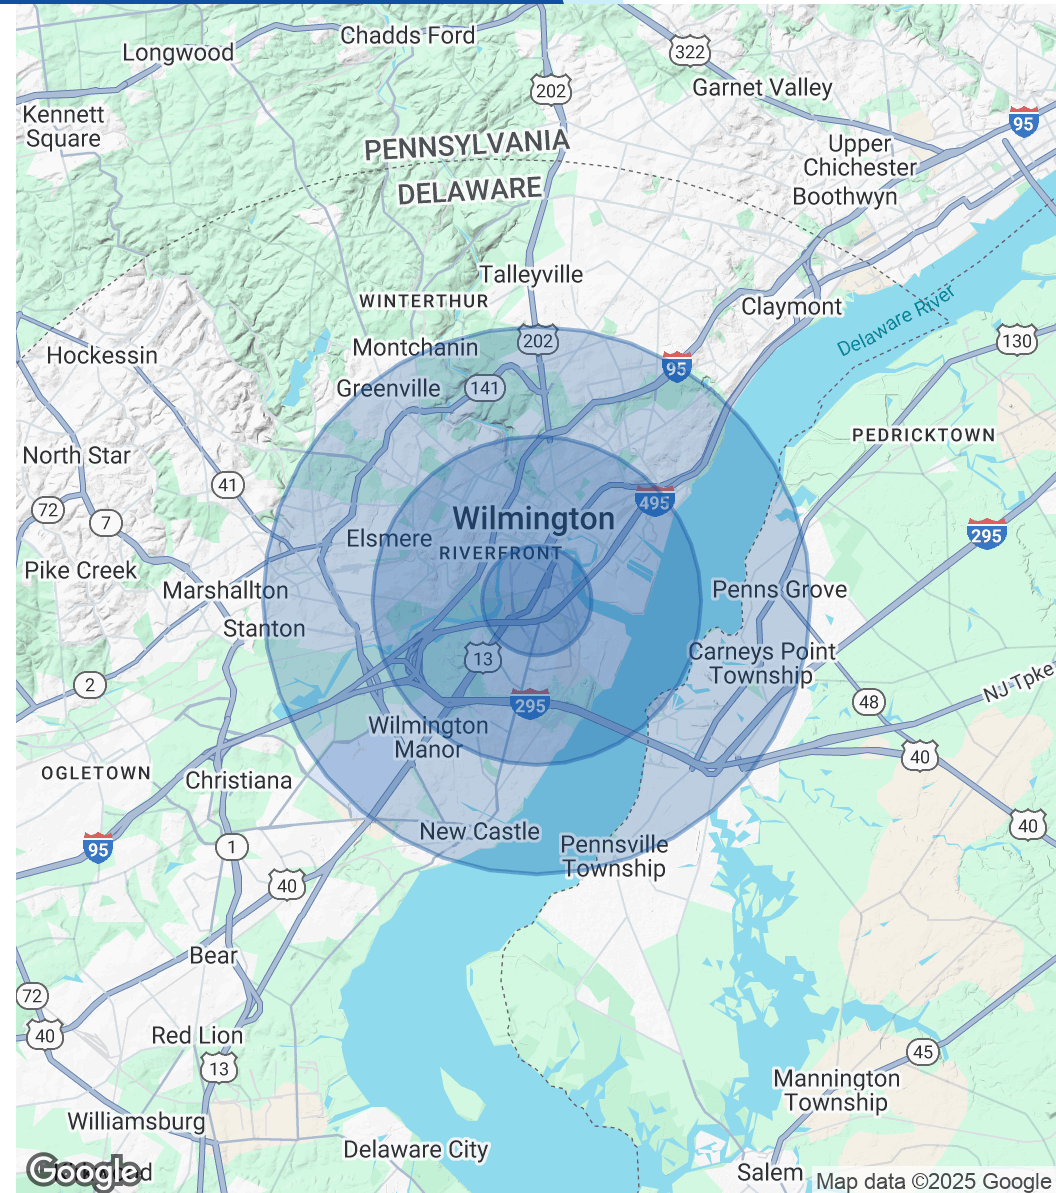 Chadds Ford
Longwood
322
202
Garnet Valley
Kennett
Square
95
PENNSYLVANIA
Upper
Chichester
DELAWARE
Boothwyn
Talleyville
WINTERTHUR
Claymont
Delaware River
Hockessin
Montchanin
202
130
95
Greenville
141
North Star
PEDRICKTOWN
41
72
7
495
Wilmington
Elsmere
RIVERFRONT
295
Pike Creek
Marshallton
Penns Grove
Stanton
13
Carneys Point
Township
2
NJ Tpke
295
48
Wilmington
Manor
40
OGLETOWN
Christiana
New Castle
40
95
1
Pennsville
Township
40
Bear
72
40
Red Lion
13
45
Mannington
Township
Williamsburg
Delaware City
Google
Salem
Map data ©2025 Google